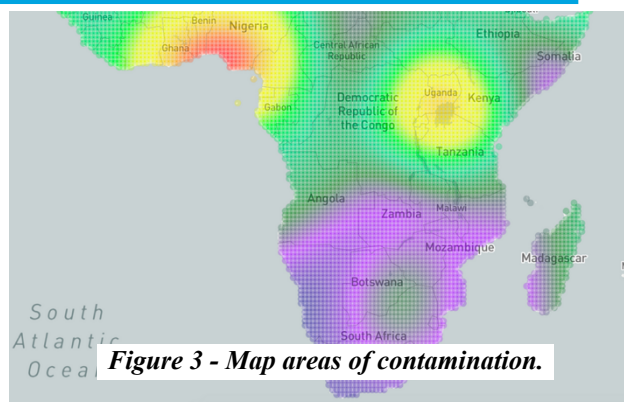 Guinea
Benin
Nigeria
Ghana
Central African
Republic
Ethiopia
Somalia
Gabon
Democratic
Republic of
the Congo
Uganda
Kenya
Tanzania
Angola
Zambia
Malawi
Mozambique
Madagascar
Botswana
South Africa
South
Atlantic
Ocea
Figure 3 - Map areas of contamination.